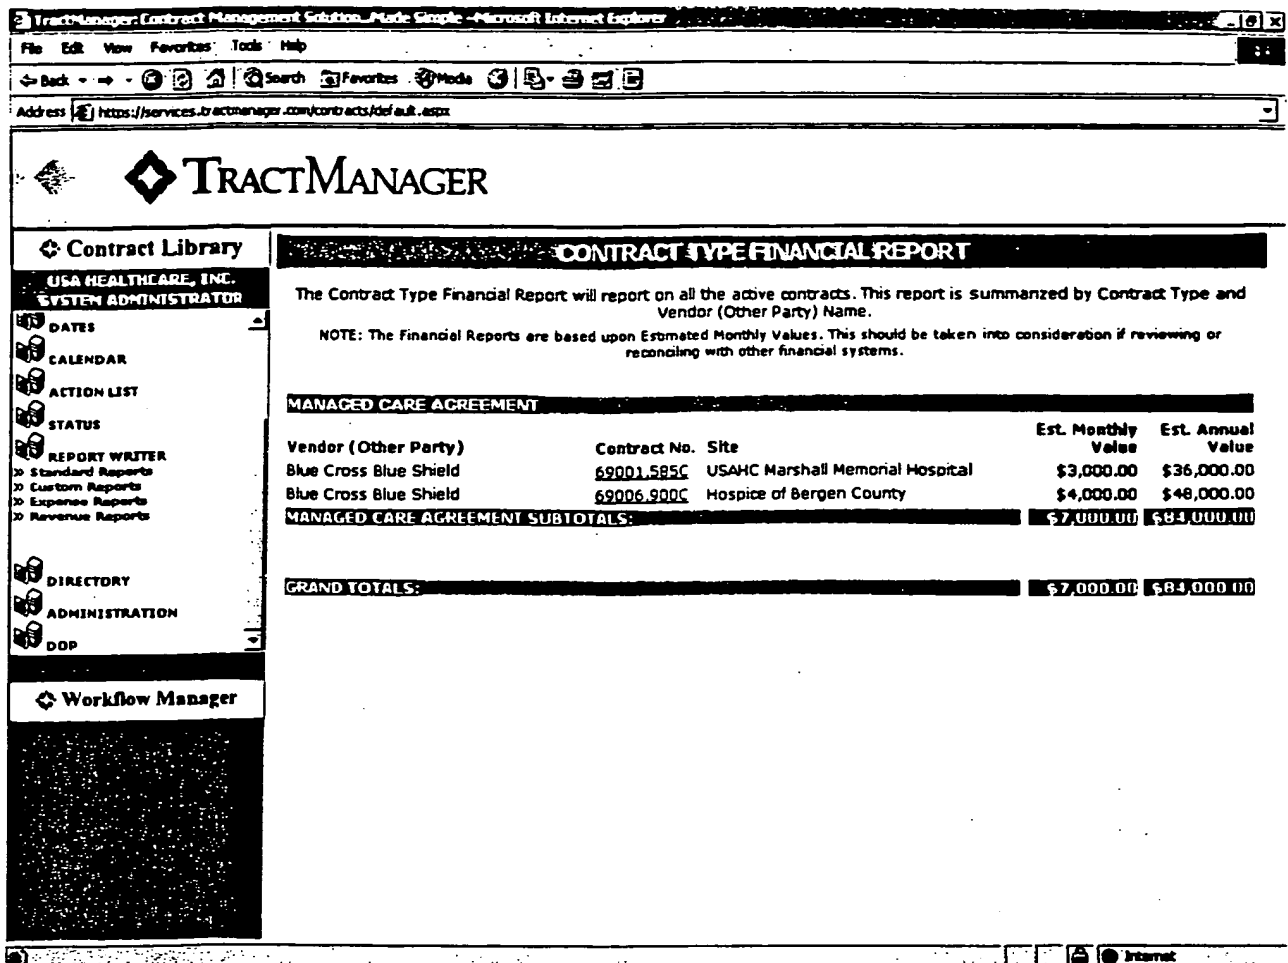 TractManager: Contract Management Solution...Made Simple - Microsoft Internet Explorer
File Edit View Favorites Tools Help
Back Search Favorites Media
Address https://services.tractmanager.com/contracts/default.aspx
TRACTMANAGER
Contract Library
USA HEALTHCARE, INC.
SYSTEM ADMINISTRATOR
DATES
CALENDAR
ACTION LIST
STATUS
REPORT WRITER
» Standard Reports
» Custom Reports
» Expense Reports
» Revenue Reports
DIRECTORY
ADMINISTRATION
DOP
Workflow Manager
CONTRACT TYPE FINANCIAL REPORT
The Contract Type Financial Report will report on all the active contracts. This report is summarized by Contract Type and
Vendor (Other Party) Name.
NOTE: The Financial Reports are based upon Estimated Monthly Values. This should be taken into consideration if reviewing or
reconciling with other financial systems.
MANAGED CARE AGREEMENT
Vendor (Other Party) Contract No. Site Est. Monthly Value Est. Annual Value
Blue Cross Blue Shield 69001.585C USAHC Marshall Memorial Hospital $3,000.00 $36,000.00
Blue Cross Blue Shield 69006.900C Hospice of Bergen County $4,000.00 $48,000.00
MANAGED CARE AGREEMENT SUBTOTALS: $7,000.00 $84,000.00
GRAND TOTALS: $7,000.00 $84,000.00
Internet